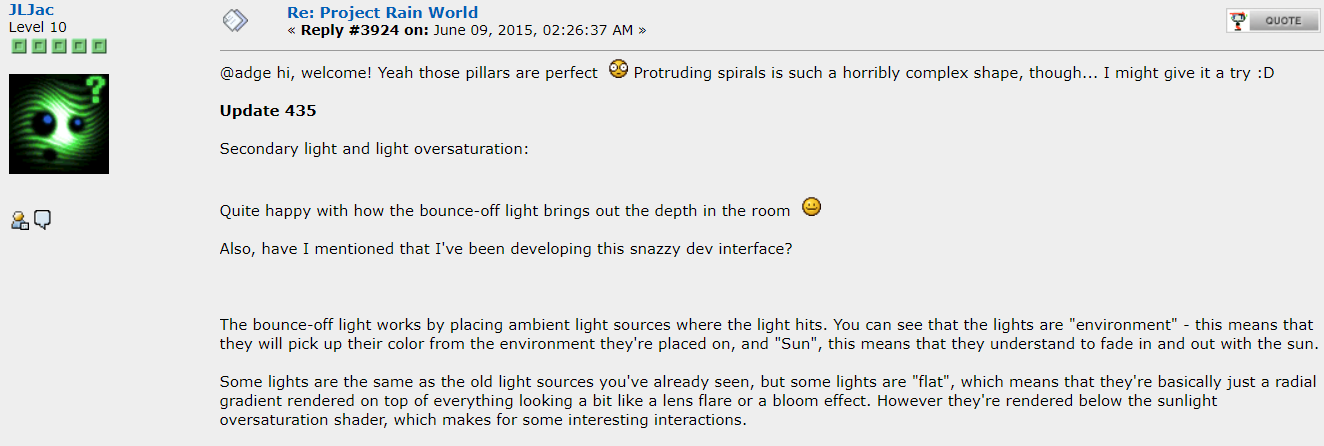 JLJac
Level 10
Re: Project Rain World
« Reply #3924 on: June 09, 2015, 02:26:37 AM »
QUOTE
@adge hi, welcome! Yeah those pillars are perfect Protruding spirals is such a horribly complex shape, though... I might give it a try :D
Update 435
Secondary light and light oversaturation:
Quite happy with how the bounce-off light brings out the depth in the room
Also, have I mentioned that I've been developing this snazzy dev interface?
The bounce-off light works by placing ambient light sources where the light hits. You can see that the lights are "environment" - this means that
they will pick up their color from the environment they're placed on, and "Sun", this means that they understand to fade in and out with the sun.
Some lights are the same as the old light sources you've already seen, but some lights are "flat", which means that they're basically just a radial
gradient rendered on top of everything looking a bit like a lens flare or a bloom effect. However they're rendered below the sunlight
oversaturation shader, which makes for some interesting interactions.